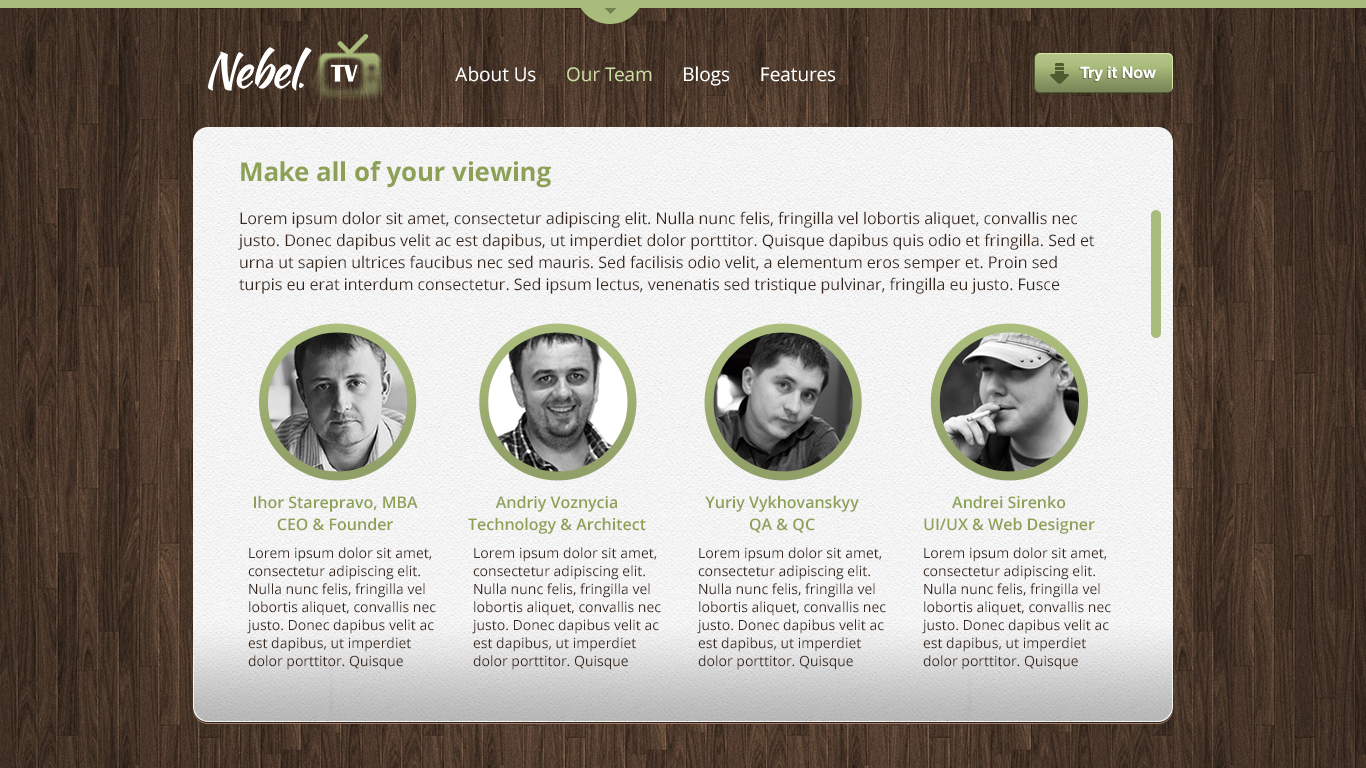 Nebel. TV
About Us Our Team Blogs Features
Try it Now
Make all of your viewing
Lorem ipsum dolor sit amet, consectetur adipiscing elit. Nulla nunc felis, fringilla vel lobortis aliquet, convallis nec
justo. Donec dapibus velit ac est dapibus, ut imperdiet dolor porttitor. Quisque dapibus quis odio et fringilla. Sed et
urna ut sapien ultrices faucibus nec sed mauris. Sed facilisis odio velit, a elementum eros semper et. Proin sed
turpis eu erat interdum consectetur. Sed ipsum lectus, venenatis sed tristique pulvinar, fringilla eu justo. Fusce
Ihor Starepravo, MBA
CEO & Founder
Lorem ipsum dolor sit amet,
consectetur adipiscing elit.
Nulla nunc felis, fringilla vel
lobortis aliquet, convallis nec
justo. Donec dapibus velit ac
est dapibus, ut imperdiet
dolor porttitor. Quisque
Andriy Voznycia
Technology & Architect
Lorem ipsum dolor sit amet,
consectetur adipiscing elit.
Nulla nunc felis, fringilla vel
lobortis aliquet, convallis nec
justo. Donec dapibus velit ac
est dapibus, ut imperdiet
dolor porttitor. Quisque
Yuriy Vykhovanskyy
QA & QC
Lorem ipsum dolor sit amet,
consectetur adipiscing elit.
Nulla nunc felis, fringilla vel
lobortis aliquet, convallis nec
justo. Donec dapibus velit ac
est dapibus, ut imperdiet
dolor porttitor. Quisque
Andrei Sirenko
UI/UX & Web Designer
Lorem ipsum dolor sit amet,
consectetur adipiscing elit.
Nulla nunc felis, fringilla vel
lobortis aliquet, convallis nec
justo. Donec dapibus velit ac
est dapibus, ut imperdiet
dolor porttitor. Quisque